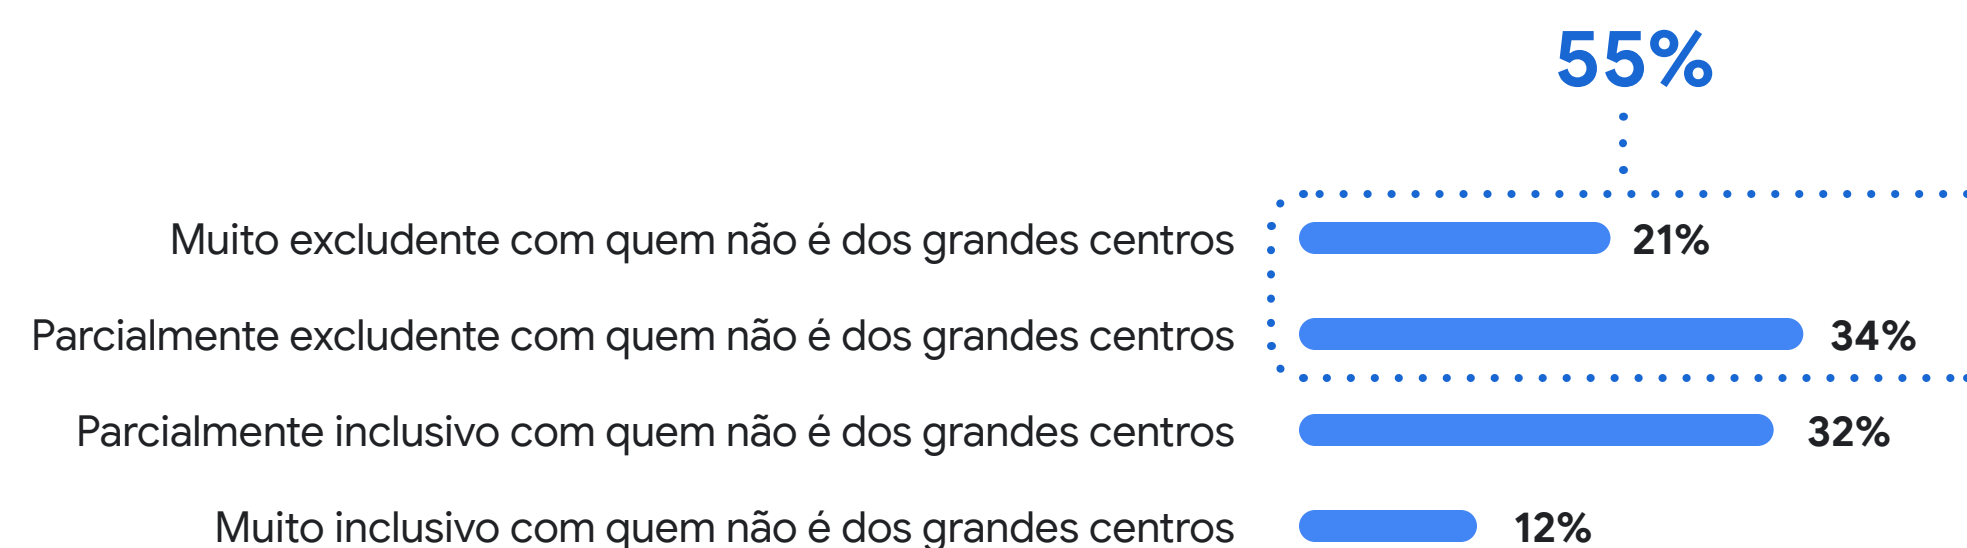 55%
Muito excludente com quem não é dos grandes centros 21%
Parcialmente excludente com quem não é dos grandes centros 34%
Parcialmente inclusivo com quem não é dos grandes centros 32%
Muito inclusivo com quem não é dos grandes centros 12%